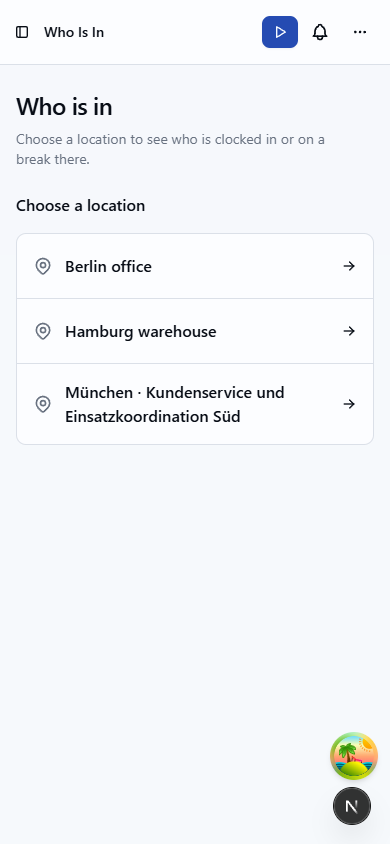 Who Is In
Who is in
Choose a location to see who is clocked in or on a
break there.
Choose a location
Berlin office
Hamburg warehouse
München · Kundenservice und
Einsatzkoordination Süd
N